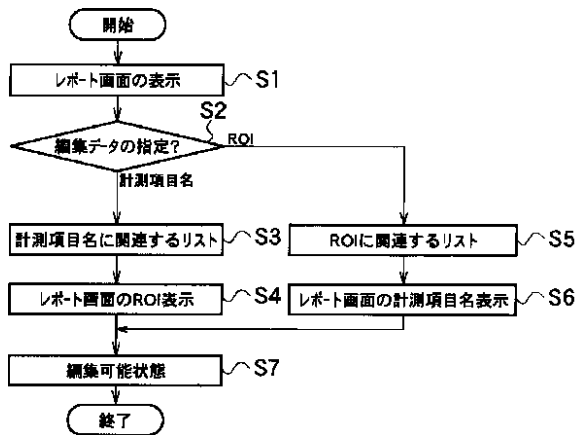 開始
レポート画面の表示
S1
S2
編集データの指定?
ROI
計測項目名
計測項目名に関連するリスト
S3
ROIに関連するリスト
S5
レポート画面のROI表示
S4
レポート画面の計測項目名表示
S6
編集可能状態
S7
終了